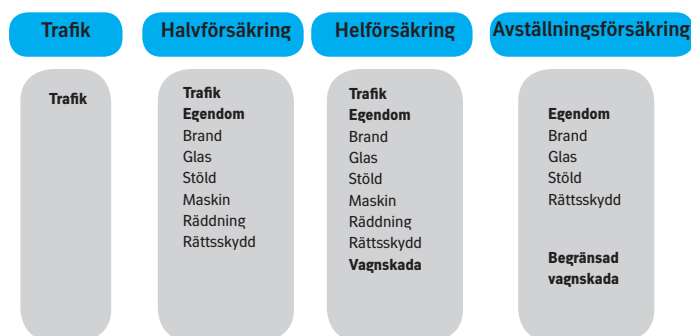 Trafik
Halvförsäkring
Helförsäkring
Avställningsförsäkring
Trafik
Trafik
Egendom
Brand
Glas
Stöld
Maskin
Räddning
Rättsskydd
Trafik
Egendom
Brand
Glas
Stöld
Maskin
Räddning
Rättsskydd
Vagnskada
Egendom
Brand
Glas
Stöld
Rättsskydd
Begränsad
vagnskada